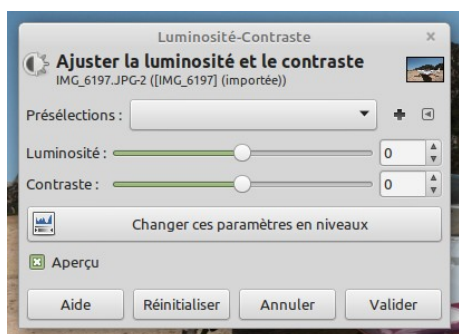 Luminosité-Contraste
Ajuster la luminosité et le contraste
IMG_6197.JPG-2 ([IMG_6197] (importée))
Présélections :
Luminosité : 0
Contraste : 0
Changer ces paramètres en niveaux
Aperçu
Aide Réinitialiser Annuler Valider